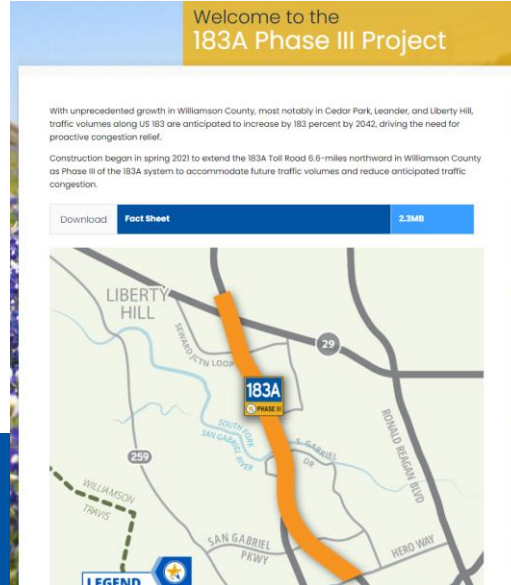 Welcome to the
183A Phase III Project
With unprecedented growth in Williamson County, most notably in Cedar Park, Leander, and Liberty Hill,
traffic volumes along US 183 are anticipated to increase by 183 percent by 2042, driving the need for
proactive congestion relief.
Construction began in spring 2021 to extend the 183A Toll Road 6.6-miles northward in Williamson County
as Phase III of the 183A system to accommodate future traffic volumes and reduce anticipated traffic
congestion.
Download Fact Sheet 2.3MB
LIBERTY
HILL
29
SEWARD JCTN LOOP
183A
PHASE III
SOUTH FORK
SAN GABRIEL
RIVER
S. GABRIEL
DR
RONALD REAGAN BLVD
259
WILLIAMSON
TRAVIS
SAN GABRIEL
PKWY
HERO WAY
LEGEND